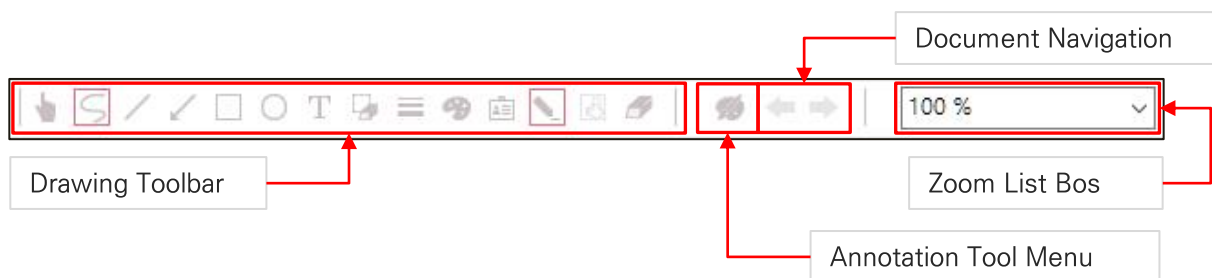 Document Navigation
T
100 %
Drawing Toolbar
Zoom List Bos
Annotation Tool Menu